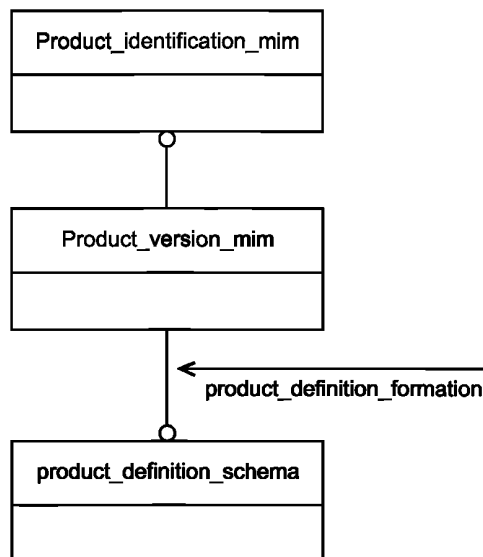 Product_identification_mim
Product_version_mim
product_definition_formation
product_definition_schema